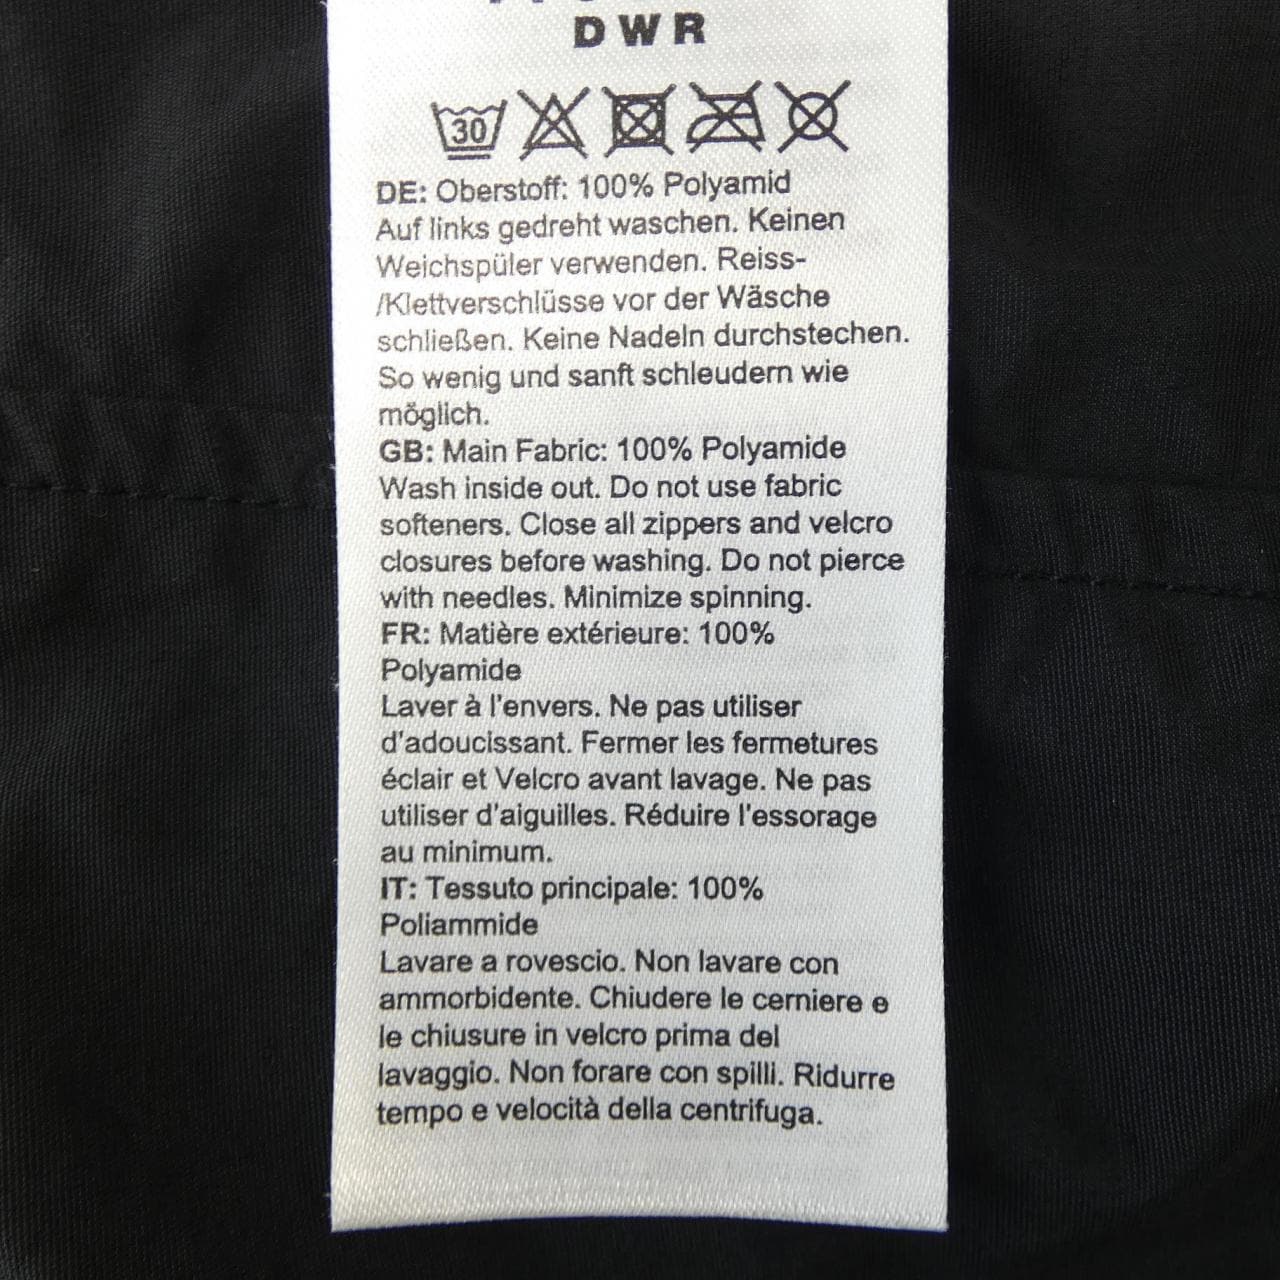 DWR
30
DE: Oberstoff: 100% Polyamid
Auf links gedreht waschen. Keinen
Weichspüler verwenden. Reiss-
/Klettverschlüsse vor der Wäsche
schließen. Keine Nadeln durchstechen.
So wenig und sanft schleudern wie
möglich.
GB: Main Fabric: 100% Polyamide
Wash inside out. Do not use fabric
softeners. Close all zippers and velcro
closures before washing. Do not pierce
with needles. Minimize spinning.
FR: Matière extérieure: 100%
Polyamide
Laver à l'envers. Ne pas utiliser
d'adoucissant. Fermer les fermetures
éclair et Velcro avant lavage. Ne pas
utiliser d'aiguilles. Réduire l'essorage
au minimum.
IT: Tessuto principale: 100%
Poliammide
Lavare a rovescio. Non lavare con
ammorbidente. Chiudere le cerniere e
le chiusure in velcro prima del
lavaggio. Non forare con spilli. Ridurre
tempo e velocità della centrifuga.